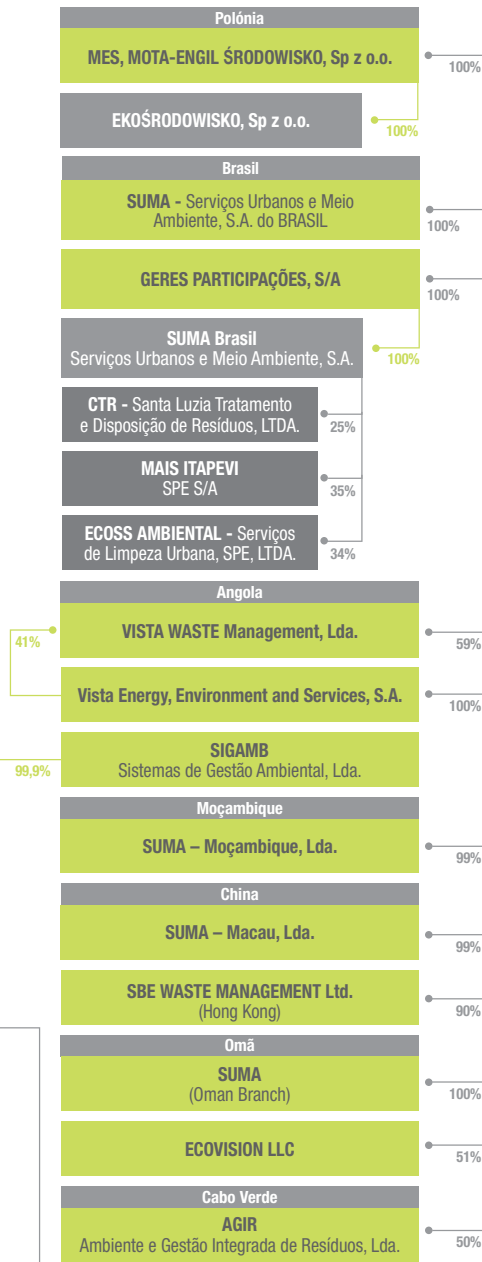 Polónia
MES, MOTA-ENGIL ŚRODOWISKO, Sp z o.o.
100%
EKOŚRODOWISKO, Sp z o.o.
100%
Brasil
SUMA - Serviços Urbanos e Meio
Ambiente, S.A. do BRASIL
100%
GERES PARTICIPAÇÕES, S/A
100%
SUMA Brasil
Serviços Urbanos e Meio Ambiente, S.A.
100%
CTR - Santa Luzia Tratamento
e Disposição de Resíduos, LTDA.
25%
MAIS ITAPEVI
SPE S/A
35%
ECOSS AMBIENTAL - Serviços
de Limpeza Urbana, SPE, LTDA.
34%
Angola
VISTA WASTE Management, Lda.
41%
59%
Vista Energy, Environment and Services, S.A.
100%
SIGAMB
Sistemas de Gestão Ambiental, Lda.
99,9%
Moçambique
SUMA – Moçambique, Lda.
99%
China
SUMA – Macau, Lda.
99%
SBE WASTE MANAGEMENT Ltd.
(Hong Kong)
90%
Omã
SUMA
(Oman Branch)
100%
ECOVISION LLC
51%
Cabo Verde
AGIR
Ambiente e Gestão Integrada de Resíduos, Lda.
50%